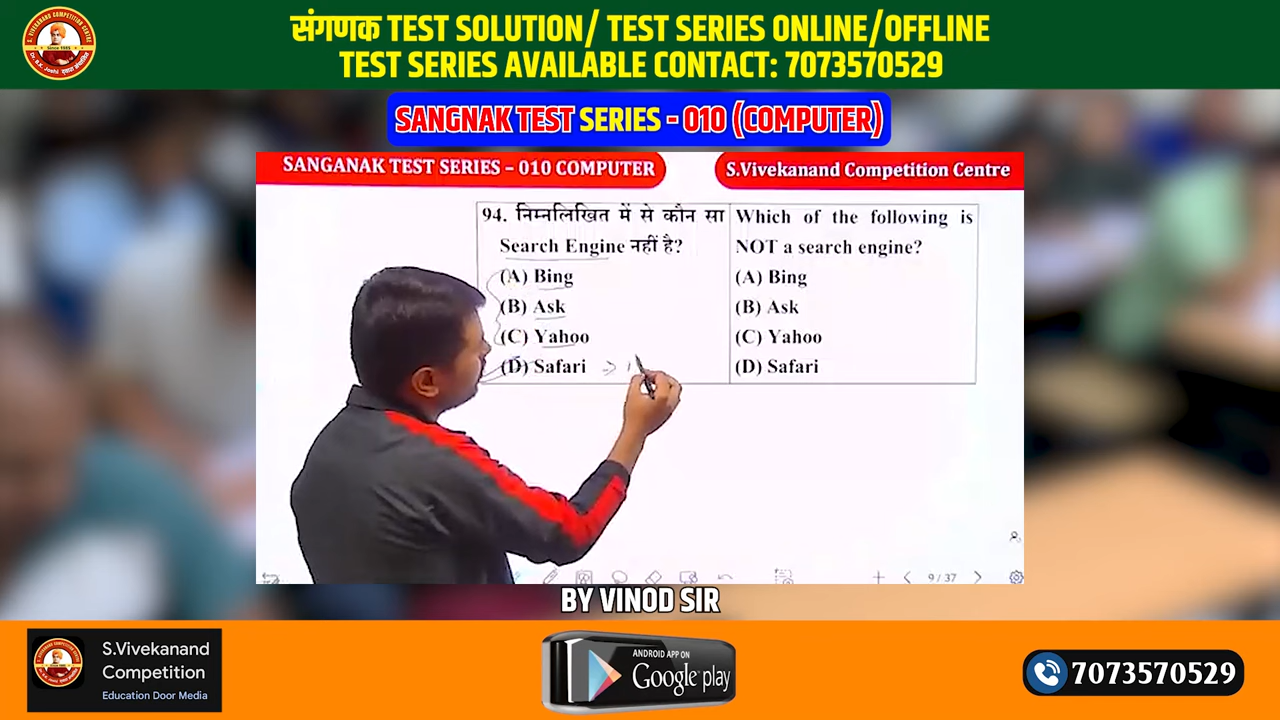 संगणक TEST SOLUTION/ TEST SERIES ONLINE/OFFLINE
TEST SERIES AVAILABLE CONTACT: 7073570529
SANGNAK TEST SERIES - 010 (COMPUTER)
SANGANAK TEST SERIES – 010 COMPUTER
S.Vivekanand Competition Centre
94. निम्नलिखित में से कौन सा
Search Engine नहीं है?
(A) Bing
(B) Ask
(C) Yahoo
(D) Safari
Which of the following is
NOT a search engine?
(A) Bing
(B) Ask
(C) Yahoo
(D) Safari
9 / 37
BY VINOD SIR
S.Vivekanand
Competition
Education Door Media
ANDROID APP ON
Google play
7073570529